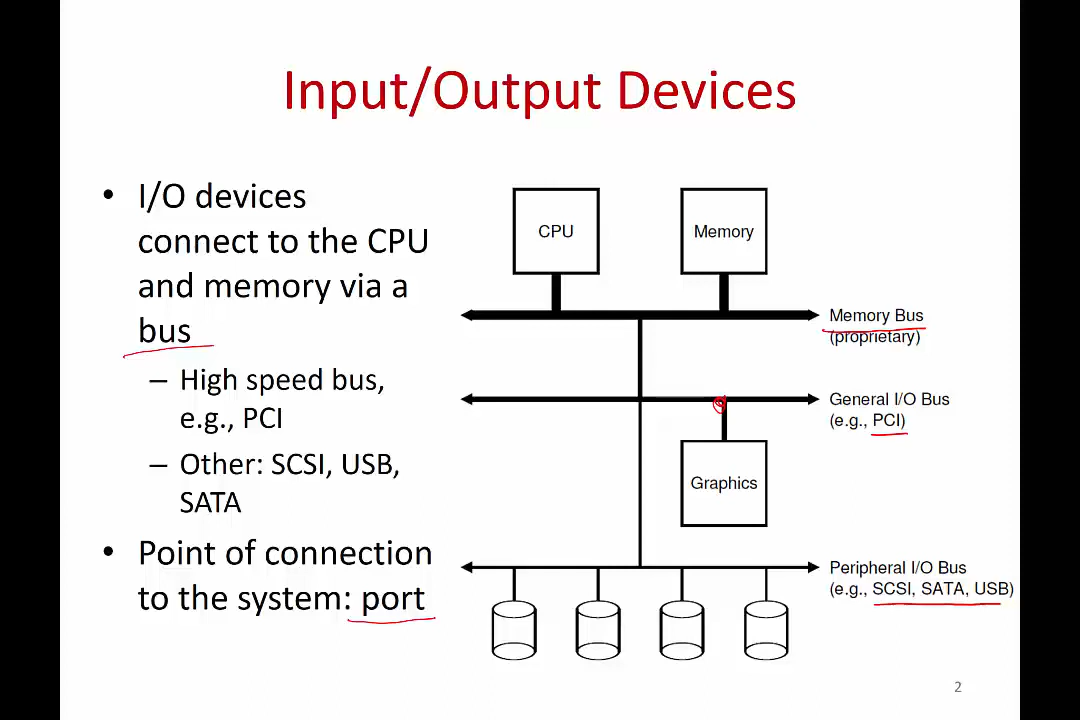 Input/Output Devices
• I/O devices
connect to the CPU
and memory via a
bus
– High speed bus,
e.g., PCI
– Other: SCSI, USB,
SATA
• Point of connection
to the system: port
CPU
Memory
Memory Bus
(proprietary)
General I/O Bus
(e.g., PCI)
Graphics
Peripheral I/O Bus
(e.g., SCSI, SATA, USB)
2